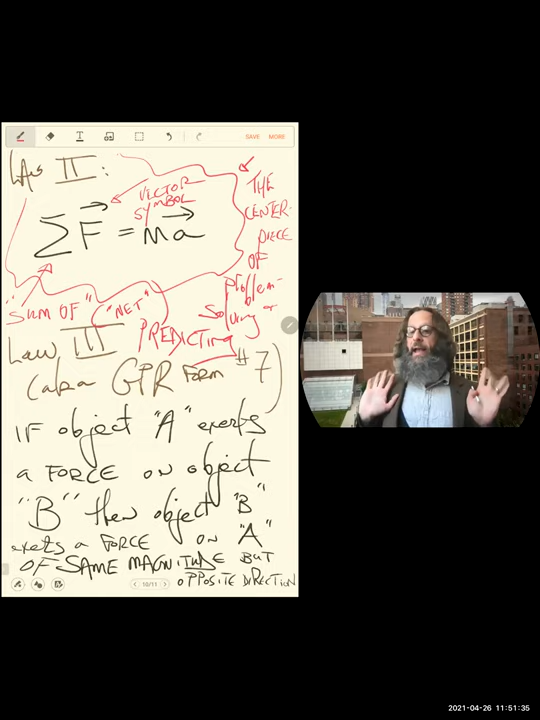 SAVE MORE
LAW II:
VECTOR
SYMBOL
ΣF = ma
THE
CENTER-
PIECE
OF
problem-
solving
"SUM OF"
("NET")
PREDICTING
Law III
(aka GPR FORM #7)
IF object "A" exerts
a FORCE ON object
"B" then object "B"
exerts a FORCE ON "A"
OF SAME MAGNITUDE BUT
OPPOSITE DIRECTION
10/11
2021-04-26 11:51:35